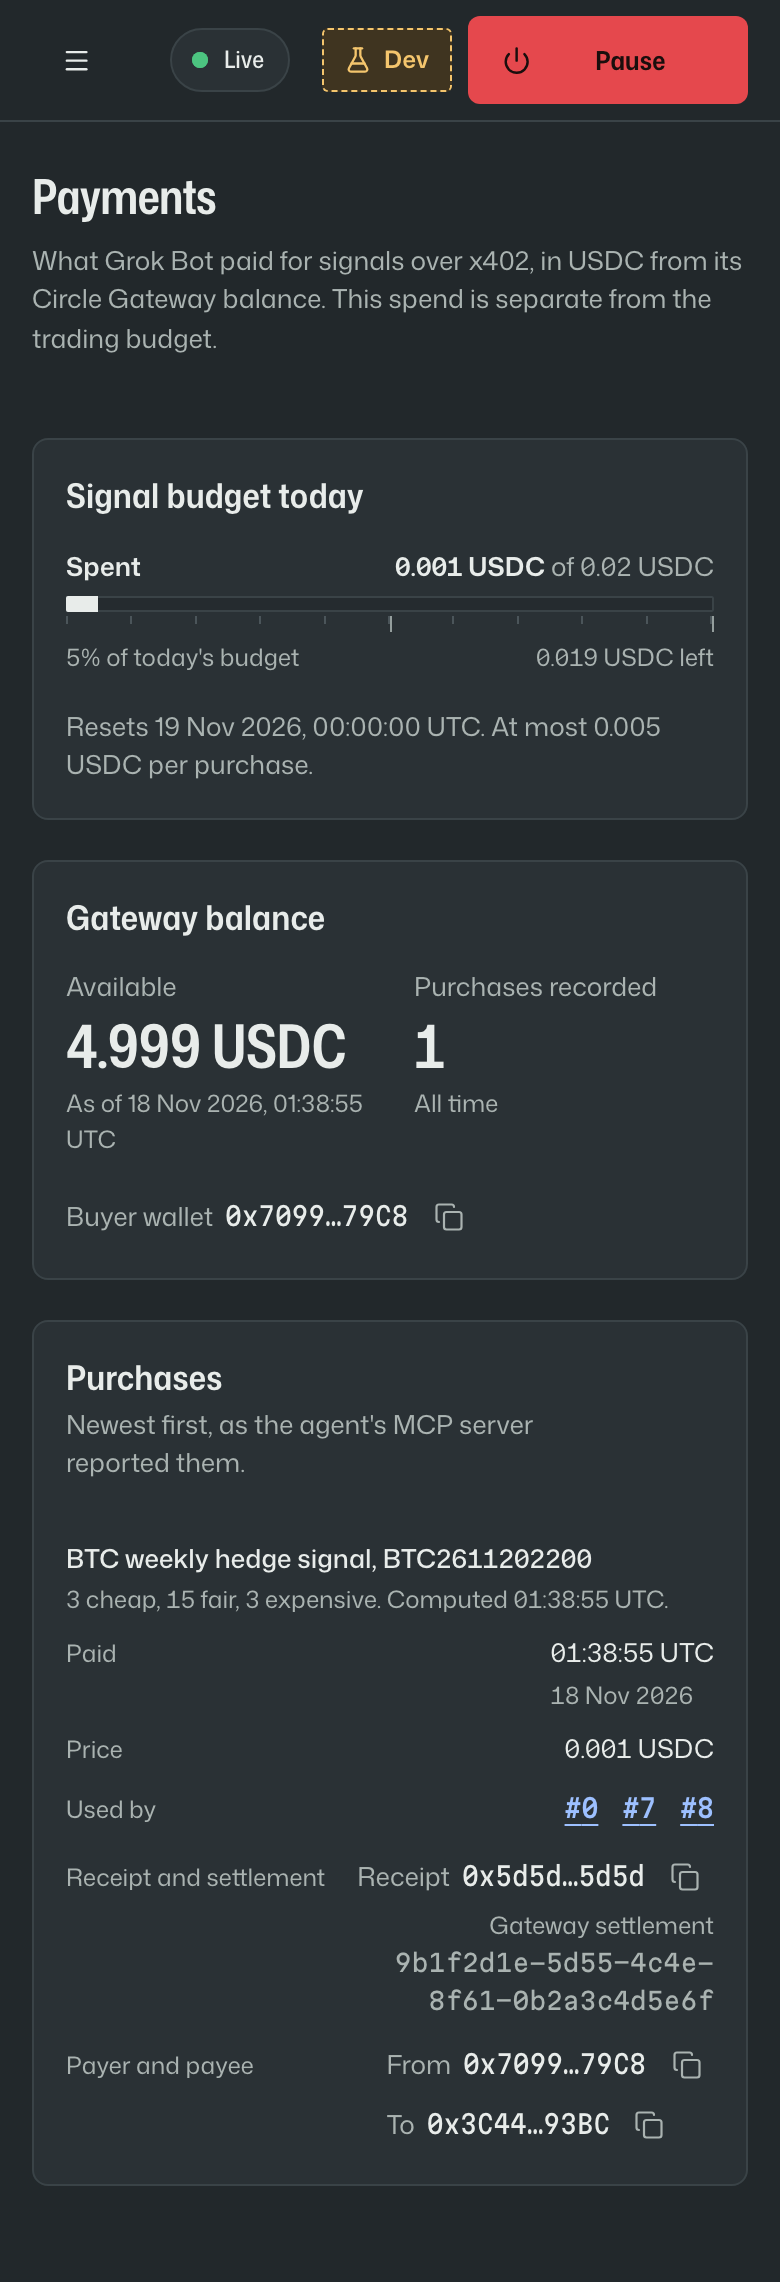 Live
Dev
Pause
Payments
What Grok Bot paid for signals over x402, in USDC from its
Circle Gateway balance. This spend is separate from the
trading budget.
Signal budget today
Spent 0.001 USDC of 0.02 USDC
5% of today's budget 0.019 USDC left
Resets 19 Nov 2026, 00:00:00 UTC. At most 0.005
USDC per purchase.
Gateway balance
Available Purchases recorded
4.999 USDC 1
As of 18 Nov 2026, 01:38:55 All time
UTC
Buyer wallet 0x7099…79C8
Purchases
Newest first, as the agent's MCP server
reported them.
BTC weekly hedge signal, BTC2611202200
3 cheap, 15 fair, 3 expensive. Computed 01:38:55 UTC.
Paid 01:38:55 UTC
18 Nov 2026
Price 0.001 USDC
Used by #0 #7 #8
Receipt and settlement Receipt 0x5d5d…5d5d
Gateway settlement
9b1f2d1e-5d55-4c4e-
8f61-0b2a3c4d5e6f
Payer and payee From 0x7099…79C8
To 0x3C44…93BC